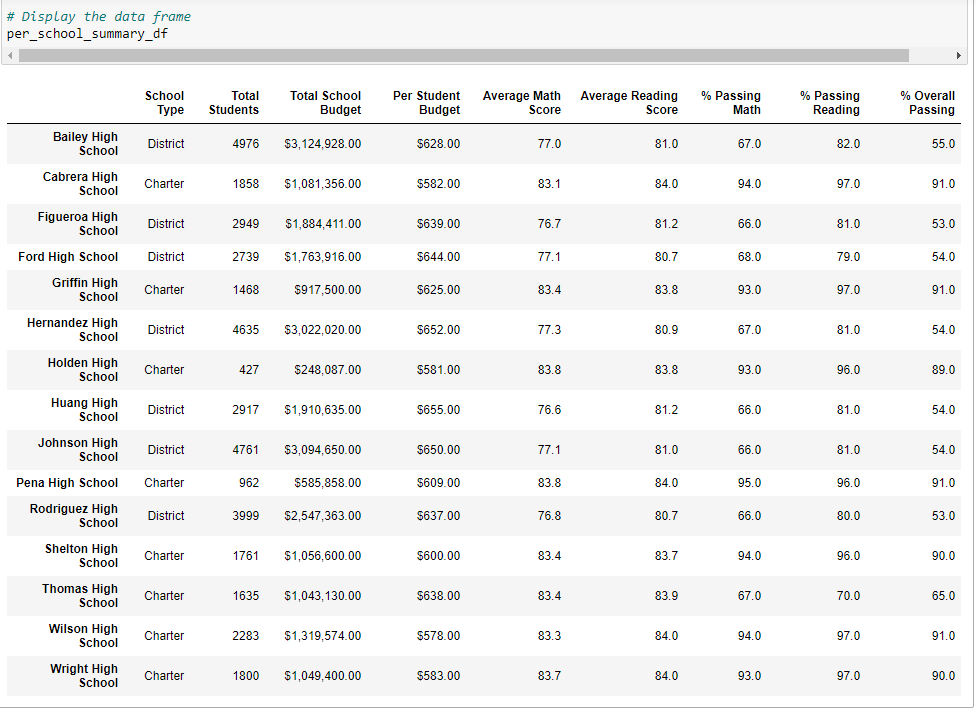 # Display the data frame
per_school_summary_df
School Type Total Students Total School Budget Per Student Budget Average Math Score Average Reading Score % Passing Math % Passing Reading % Overall Passing
Bailey High School District 4976 $3,124,928.00 $628.00 77.0 81.0 67.0 82.0 55.0
Cabrera High School Charter 1858 $1,081,356.00 $582.00 83.1 84.0 94.0 97.0 91.0
Figueroa High School District 2949 $1,884,411.00 $639.00 76.7 81.2 66.0 81.0 53.0
Ford High School District 2739 $1,763,916.00 $644.00 77.1 80.7 68.0 79.0 54.0
Griffin High School Charter 1468 $917,500.00 $625.00 83.4 83.8 93.0 97.0 91.0
Hernandez High School District 4635 $3,022,020.00 $652.00 77.3 80.9 67.0 81.0 54.0
Holden High School Charter 427 $248,087.00 $581.00 83.8 83.8 93.0 96.0 89.0
Huang High School District 2917 $1,910,635.00 $655.00 76.6 81.2 66.0 81.0 54.0
Johnson High School District 4761 $3,094,650.00 $650.00 77.1 81.0 66.0 81.0 54.0
Pena High School Charter 962 $585,858.00 $609.00 83.8 84.0 95.0 96.0 91.0
Rodriguez High School District 3999 $2,547,363.00 $637.00 76.8 80.7 66.0 80.0 53.0
Shelton High School Charter 1761 $1,056,600.00 $600.00 83.4 83.7 94.0 96.0 90.0
Thomas High School Charter 1635 $1,043,130.00 $638.00 83.4 83.9 67.0 70.0 65.0
Wilson High School Charter 2283 $1,319,574.00 $578.00 83.3 84.0 94.0 97.0 91.0
Wright High School Charter 1800 $1,049,400.00 $583.00 83.7 84.0 93.0 97.0 90.0